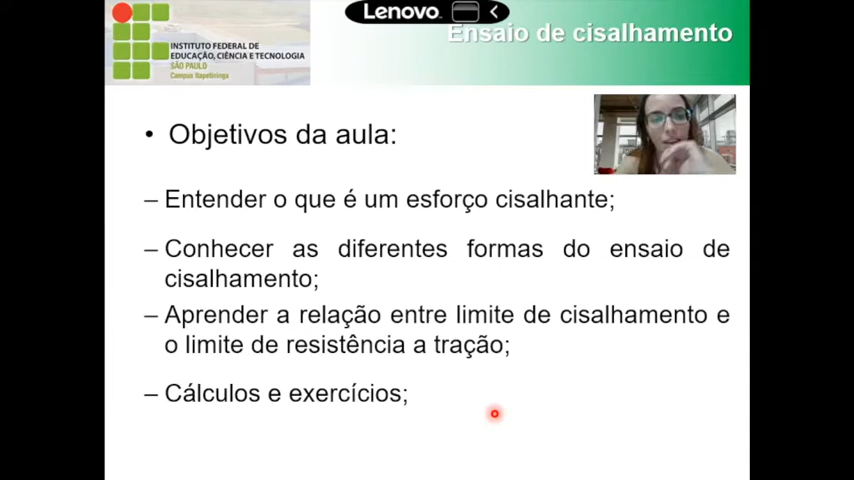 Lenovo
Ensaio de cisalhamento
INSTITUTO FEDERAL DE
EDUCAÇÃO, CIÊNCIA E TECNOLOGIA
SÃO PAULO
Campus Itapetininga
• Objetivos da aula:
– Entender o que é um esforço cisalhante;
– Conhecer as diferentes formas do ensaio de
cisalhamento;
– Aprender a relação entre limite de cisalhamento e
o limite de resistência a tração;
– Cálculos e exercícios;